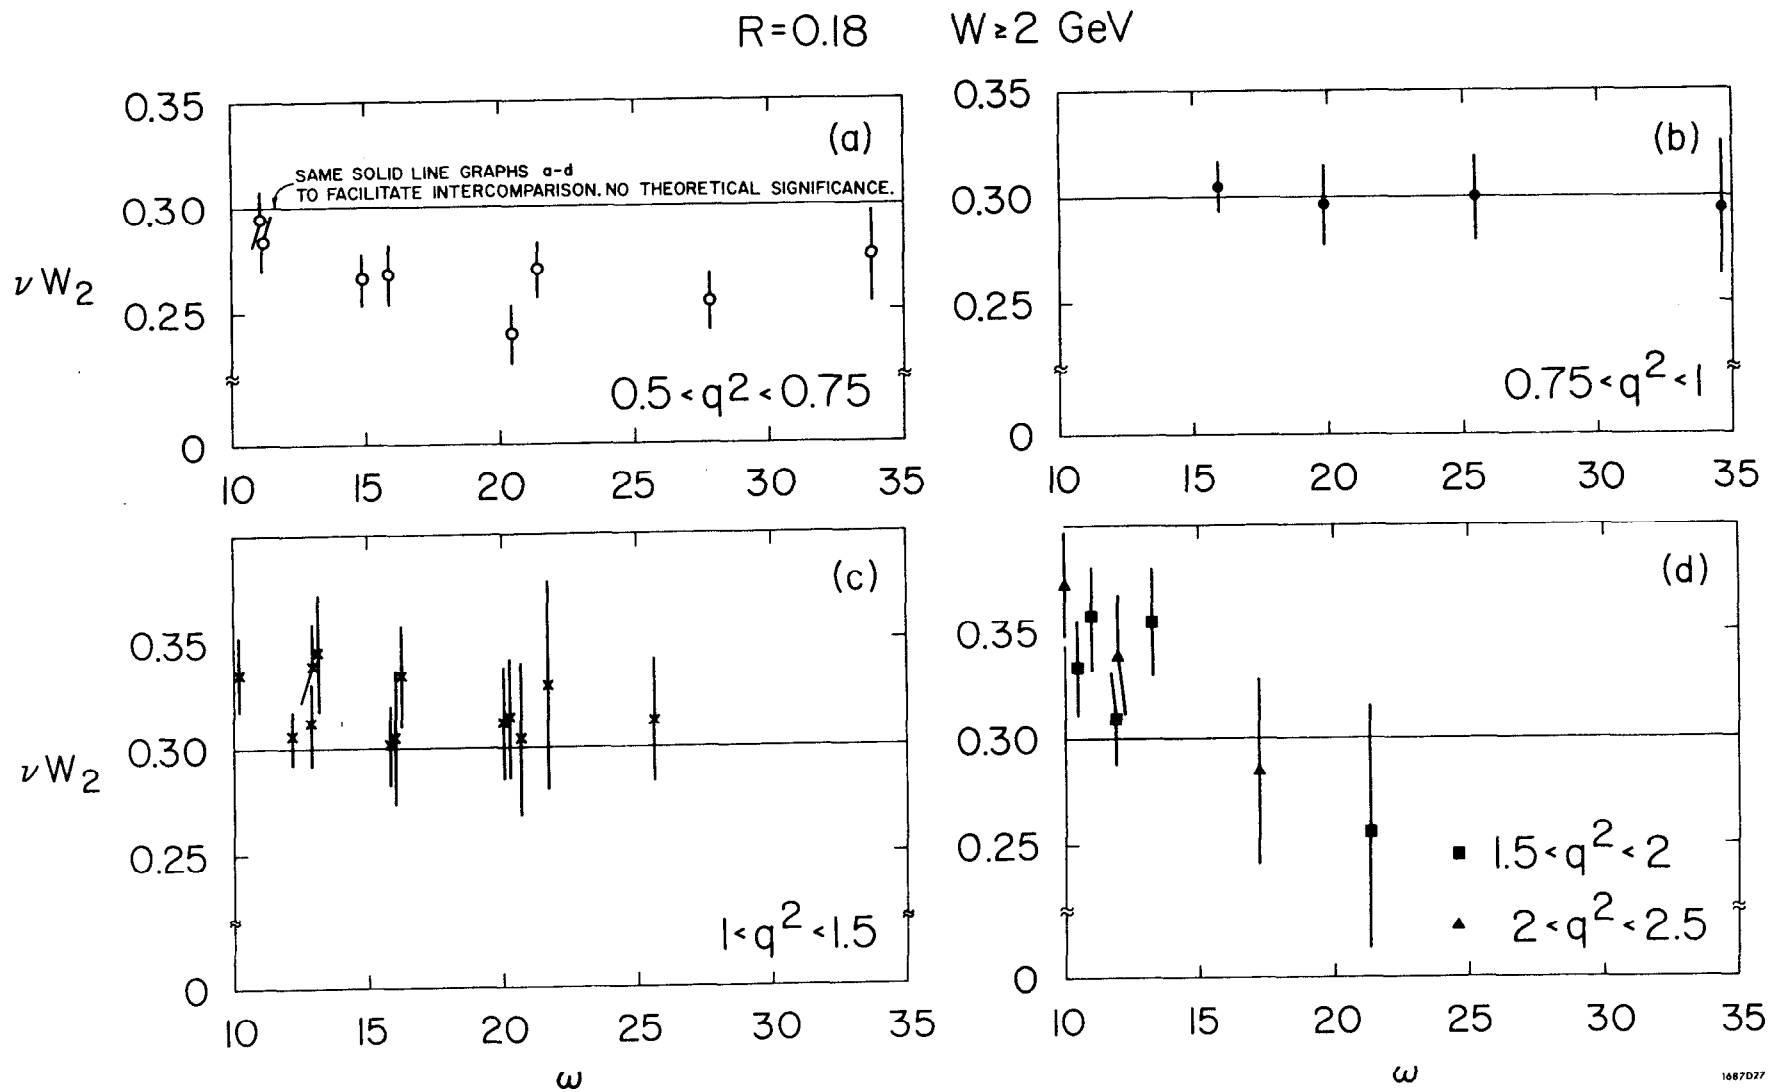 R=0.18 W≥2 GeV
0.35
0.30
0.25
0
νW2
(a)
SAME SOLID LINE GRAPHS a-d
TO FACILITATE INTERCOMPARISON. NO THEORETICAL SIGNIFICANCE.
0.5<q2<0.75
10 15 20 25 30 35
0.35
0.30
0.25
0
(b)
0.75<q²<1
10 15 20 25 30 35
0.35
0.30
0.25
0
νW2
(c)
1<q²<1.5
10 15 20 25 30 35
ω
0.35
0.30
0.25
0
(d)
■ 1.5<q²<2
▲ 2<q²<2.5
10 15 20 25 30 35
ω
1687D27